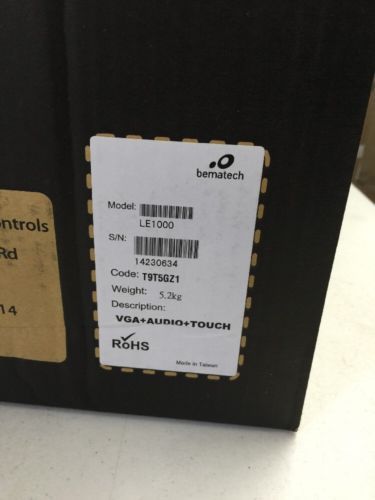 bematech
Model:
LE1000
S/N:
14230634
Code: T9T5GZ1
Weight: 5.2kg
Description:
VGA+AUDIO+TOUCH
RoHS
Made in Taiwan
ontrols
Rd
14